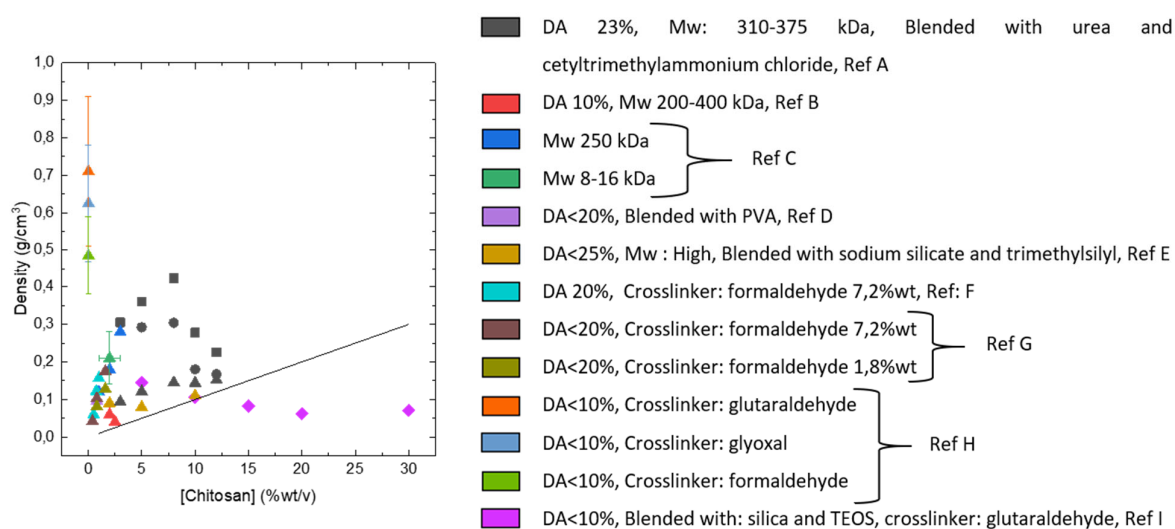 DA 23%, Mw: 310-375 kDa, Blended with urea and
cetyltrimethylammonium chloride, Ref A
DA 10%, Mw 200-400 kDa, Ref B
Mw 250 kDa
Ref C
Mw 8-16 kDa
DA<20%, Blended with PVA, Ref D
DA<25%, Mw : High, Blended with sodium silicate and trimethylsilyl, Ref E
DA 20%, Crosslinker: formaldehyde 7,2%wt, Ref: F
DA<20%, Crosslinker: formaldehyde 7,2%wt
Ref G
DA<20%, Crosslinker: formaldehyde 1,8%wt
DA<10%, Crosslinker: glutaraldehyde
DA<10%, Crosslinker: glyoxal
Ref H
DA<10%, Crosslinker: formaldehyde
DA<10%, Blended with: silica and TEOS, crosslinker: glutaraldehyde, Ref I
Density (g/cm³)
1,0
0,9
0,8
0,7
0,6
0,5
0,4
0,3
0,2
0,1
0,0
0 5 10 15 20 25 30
[Chitosan] (%wt/v)